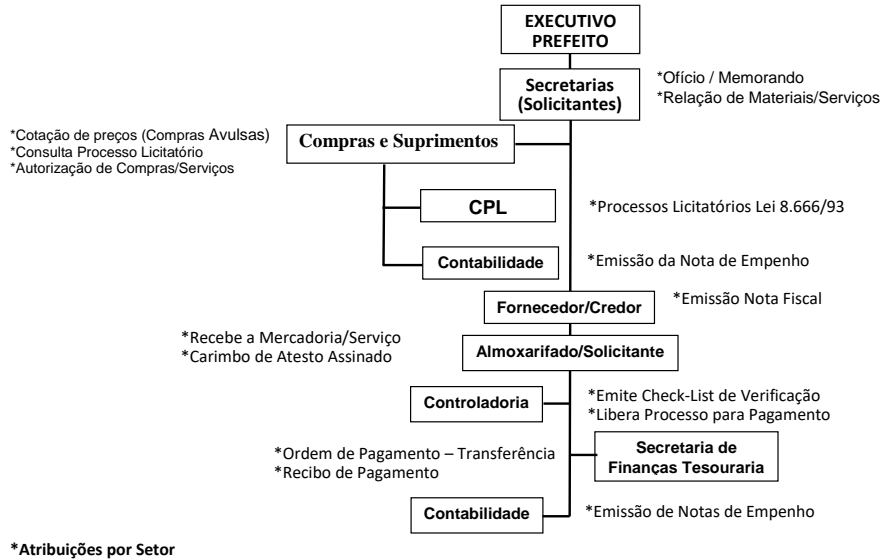 EXECUTIVO
PREFEITO
Secretarias
(Solicitantes)
*Ofício / Memorando
*Relação de Materiais/Serviços
*Cotação de preços (Compras Avulsas)
*Consulta Processo Licitatório
*Autorização de Compras/Serviços
Compras e Suprimentos
CPL
*Processos Licitatórios Lei 8.666/93
Contabilidade
*Emissão da Nota de Empenho
Fornecedor/Credor
*Emissão Nota Fiscal
*Recebe a Mercadoria/Serviço
*Carimbo de Atesto Assinado
Almoxarifado/Solicitante
Controladoria
*Emite Check-List de Verificação
*Libera Processo para Pagamento
*Ordem de Pagamento – Transferência
*Recibo de Pagamento
Secretaria de
Finanças Tesouraria
Contabilidade
*Emissão de Notas de Empenho
*Atribuições por Setor